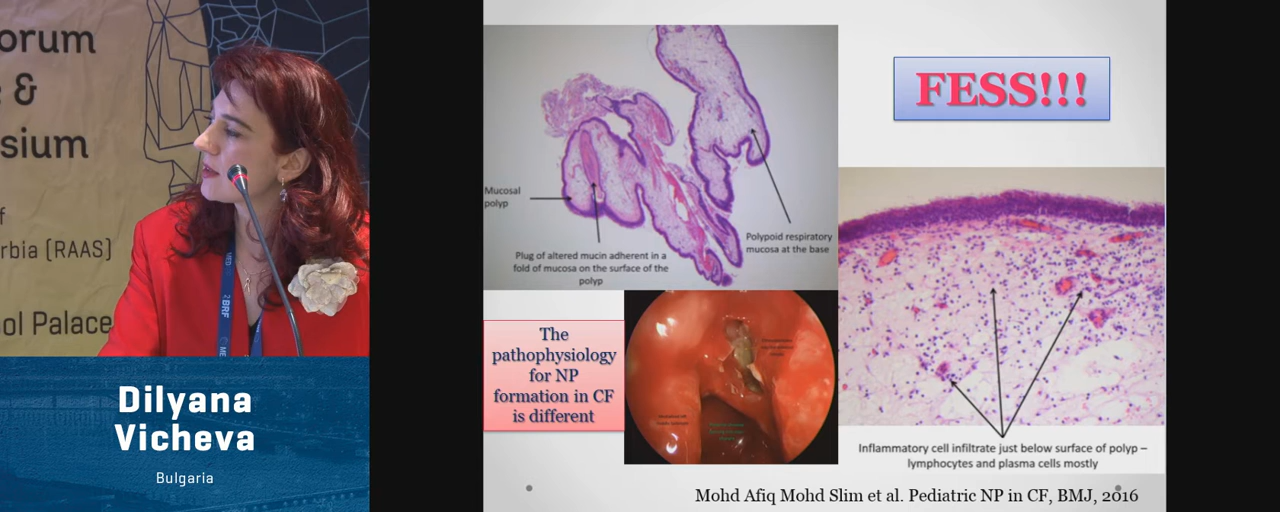 orum
&
sium
f
rbia (RAAS)
ol Palace
MED
2BRF
Dilyana
Vicheva
Bulgaria
FESS!!!
Mucosal
polyp
Plug of altered mucin adherent in a
fold of mucosa on the surface of the
polyp
Polypoid respiratory
mucosa at the base
The
pathophysiology
for NP
formation in CF
is different
Inflammatory cell infiltrate just below surface of polyp –
lymphocytes and plasma cells mostly
Mohd Afiq Mohd Slim et al. Pediatric NP in CF, BMJ, 2016